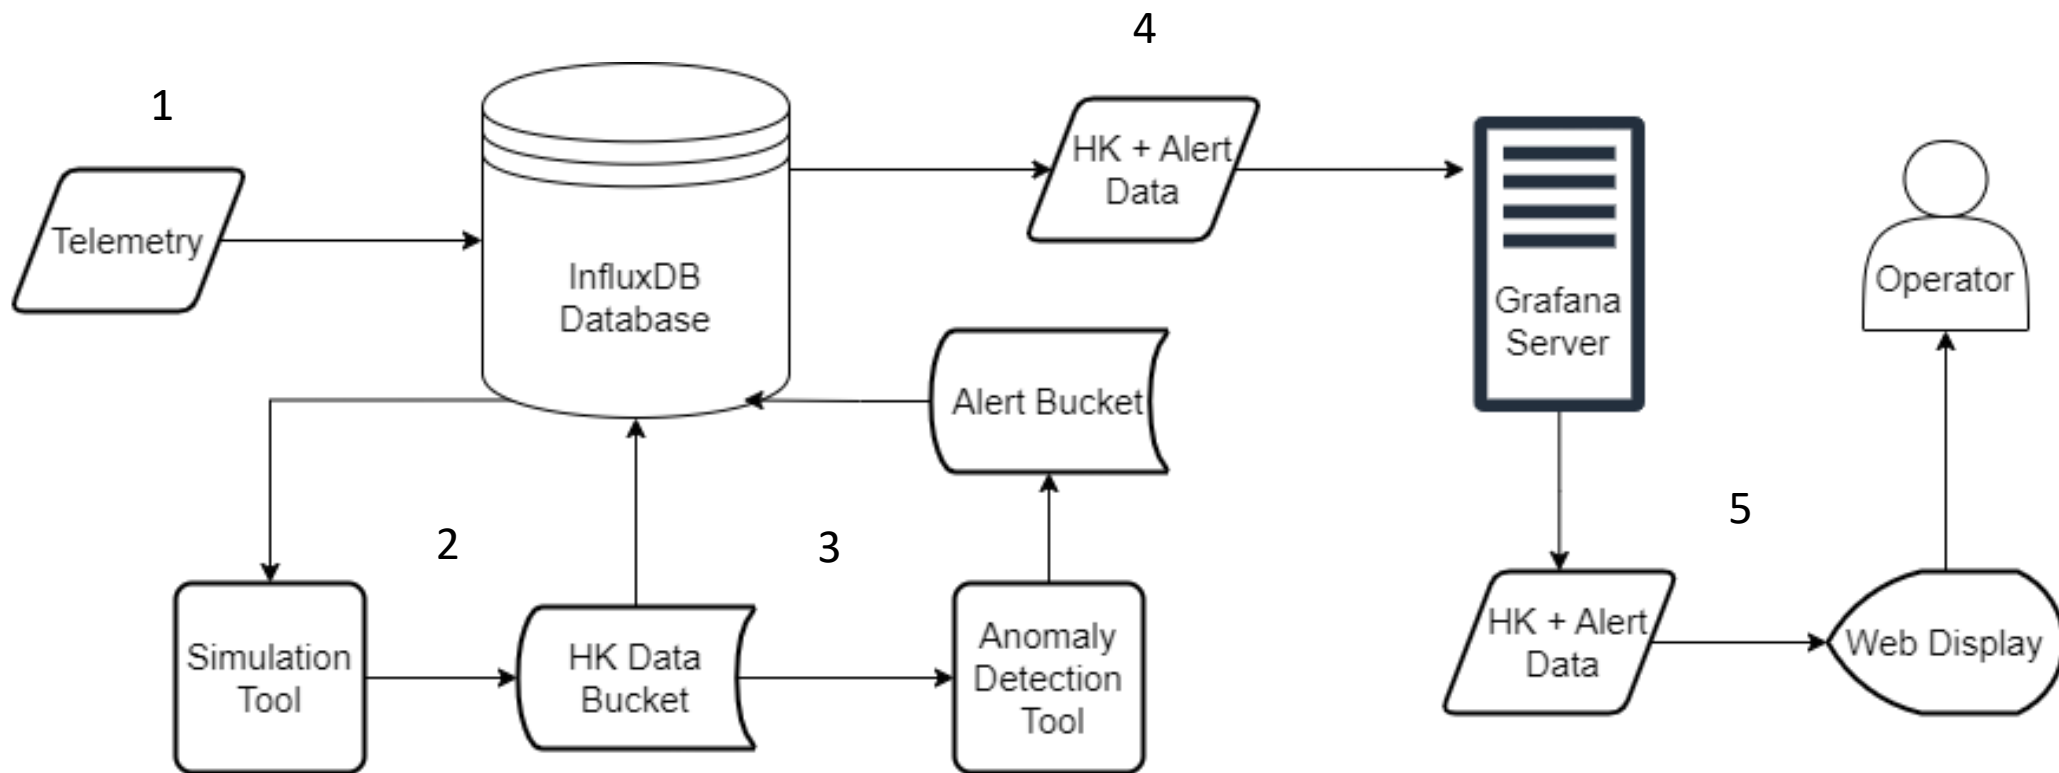 1
Telemetry
InfluxDB
Database
4
HK + Alert
Data
Grafana
Server
Operator
Alert Bucket
2
Simulation
Tool
HK Data
Bucket
3
Anomaly
Detection
Tool
5
HK + Alert
Data
Web Display